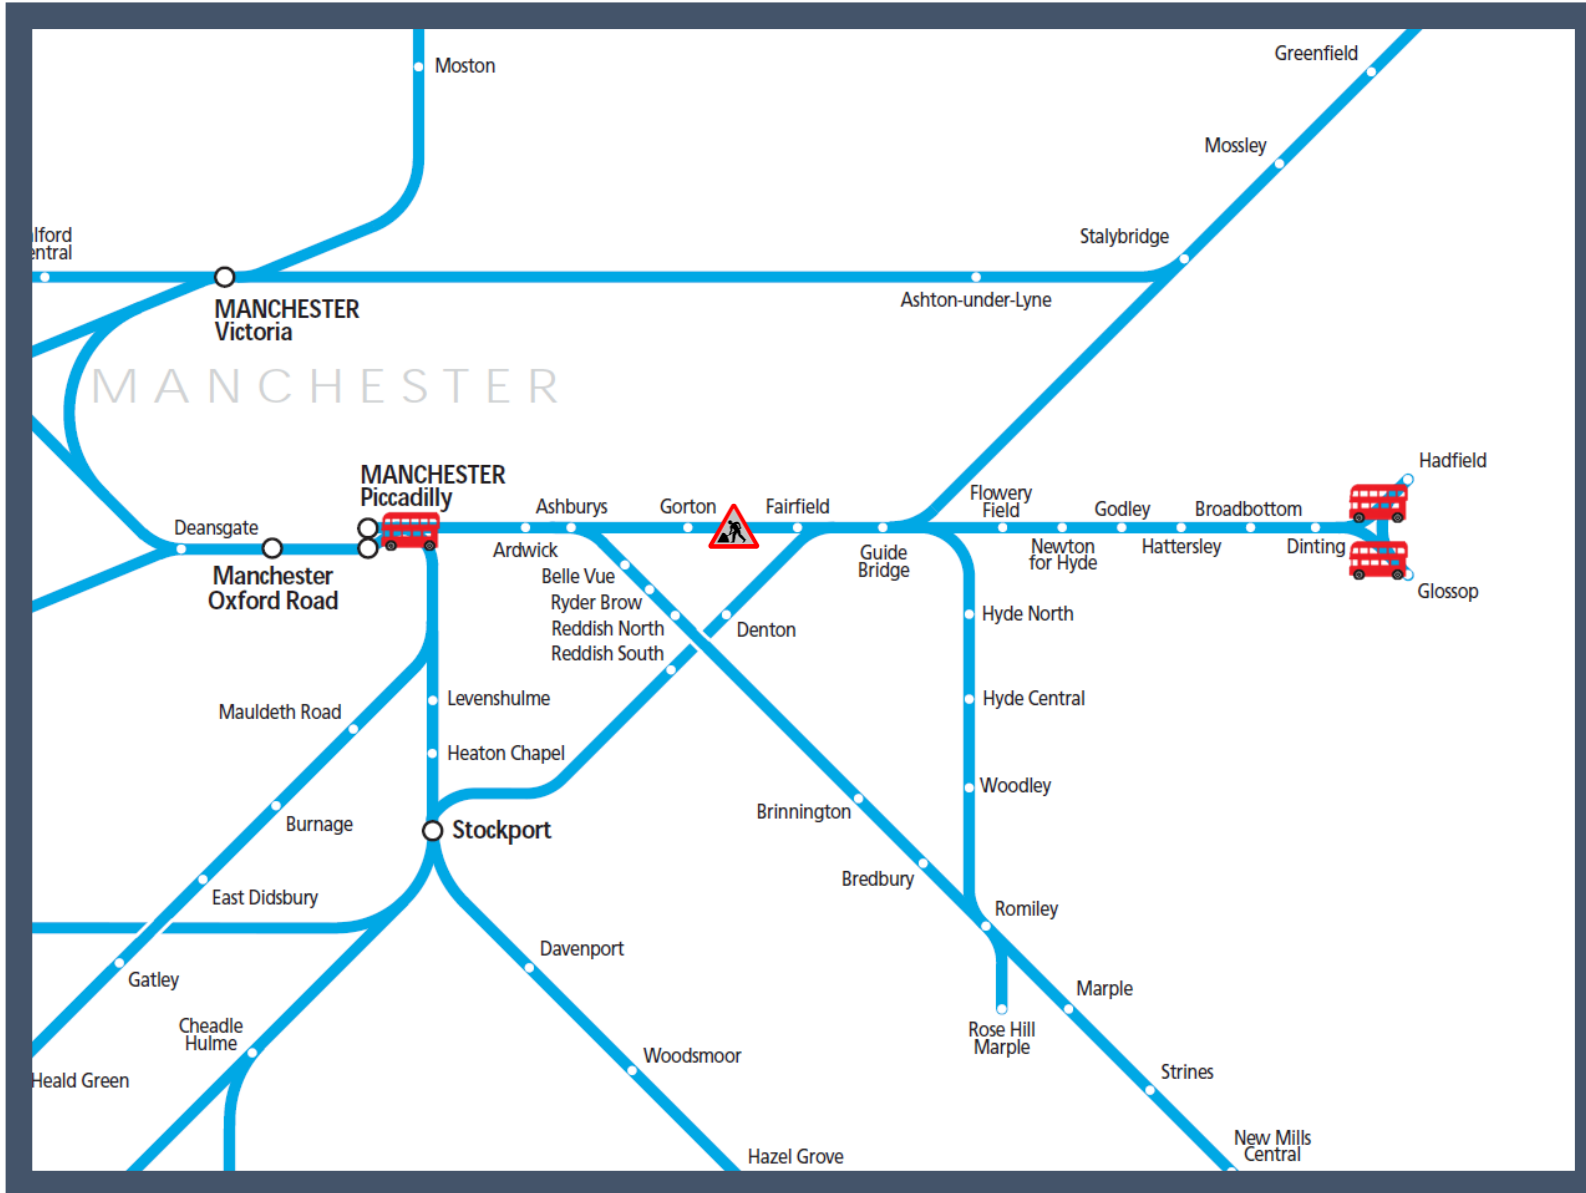 Greenfield
Moston
Mossley
alford
entral
Stalybridge
MANCHESTER
Victoria
Ashton-under-Lyne
MANCHESTER
MANCHESTER
Piccadilly
Hadfield
Ashburys
Gorton
Fairfield
Flowery
Field
Godley
Broadbottom
Deansgate
Ardwick
Guide
Bridge
Newton
for Hyde
Hattersley
Dinting
Manchester
Oxford Road
Belle Vue
Ryder Brow
Reddish North
Reddish South
Denton
Glossop
Hyde North
Levenshulme
Hyde Central
Mauldeth Road
Heaton Chapel
Woodley
Burnage
Stockport
Brinnington
Bredbury
East Didsbury
Romiley
Davenport
Gatley
Marple
Cheadle
Hulme
Rose Hill
Marple
Woodsmoor
Heald Green
Strines
Hazel Grove
New Mills
Central